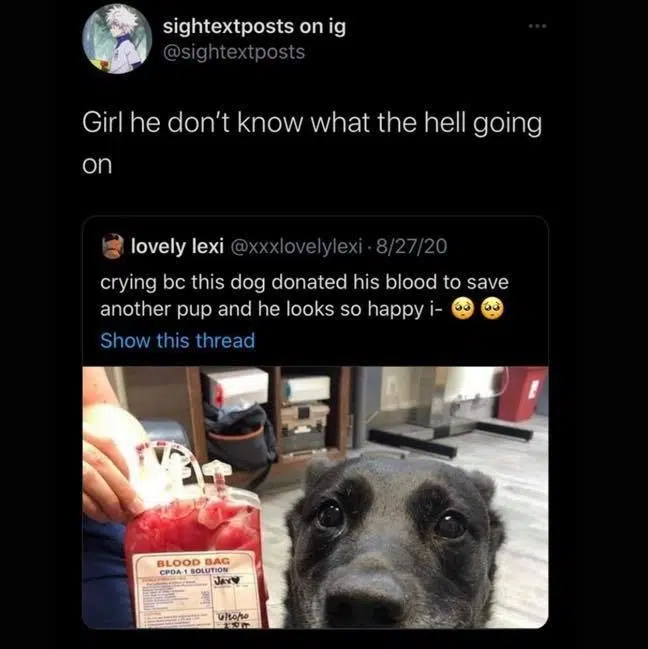 sightextposts on ig
@sightextposts
Girl he don't know what the hell going
on
lovely lexi @xxxlovelylexi · 8/27/20
crying bc this dog donated his blood to save
another pup and he looks so happy i- 🥺 🥺
Show this thread
BLOOD BAG
CPDA-1 SOLUTION